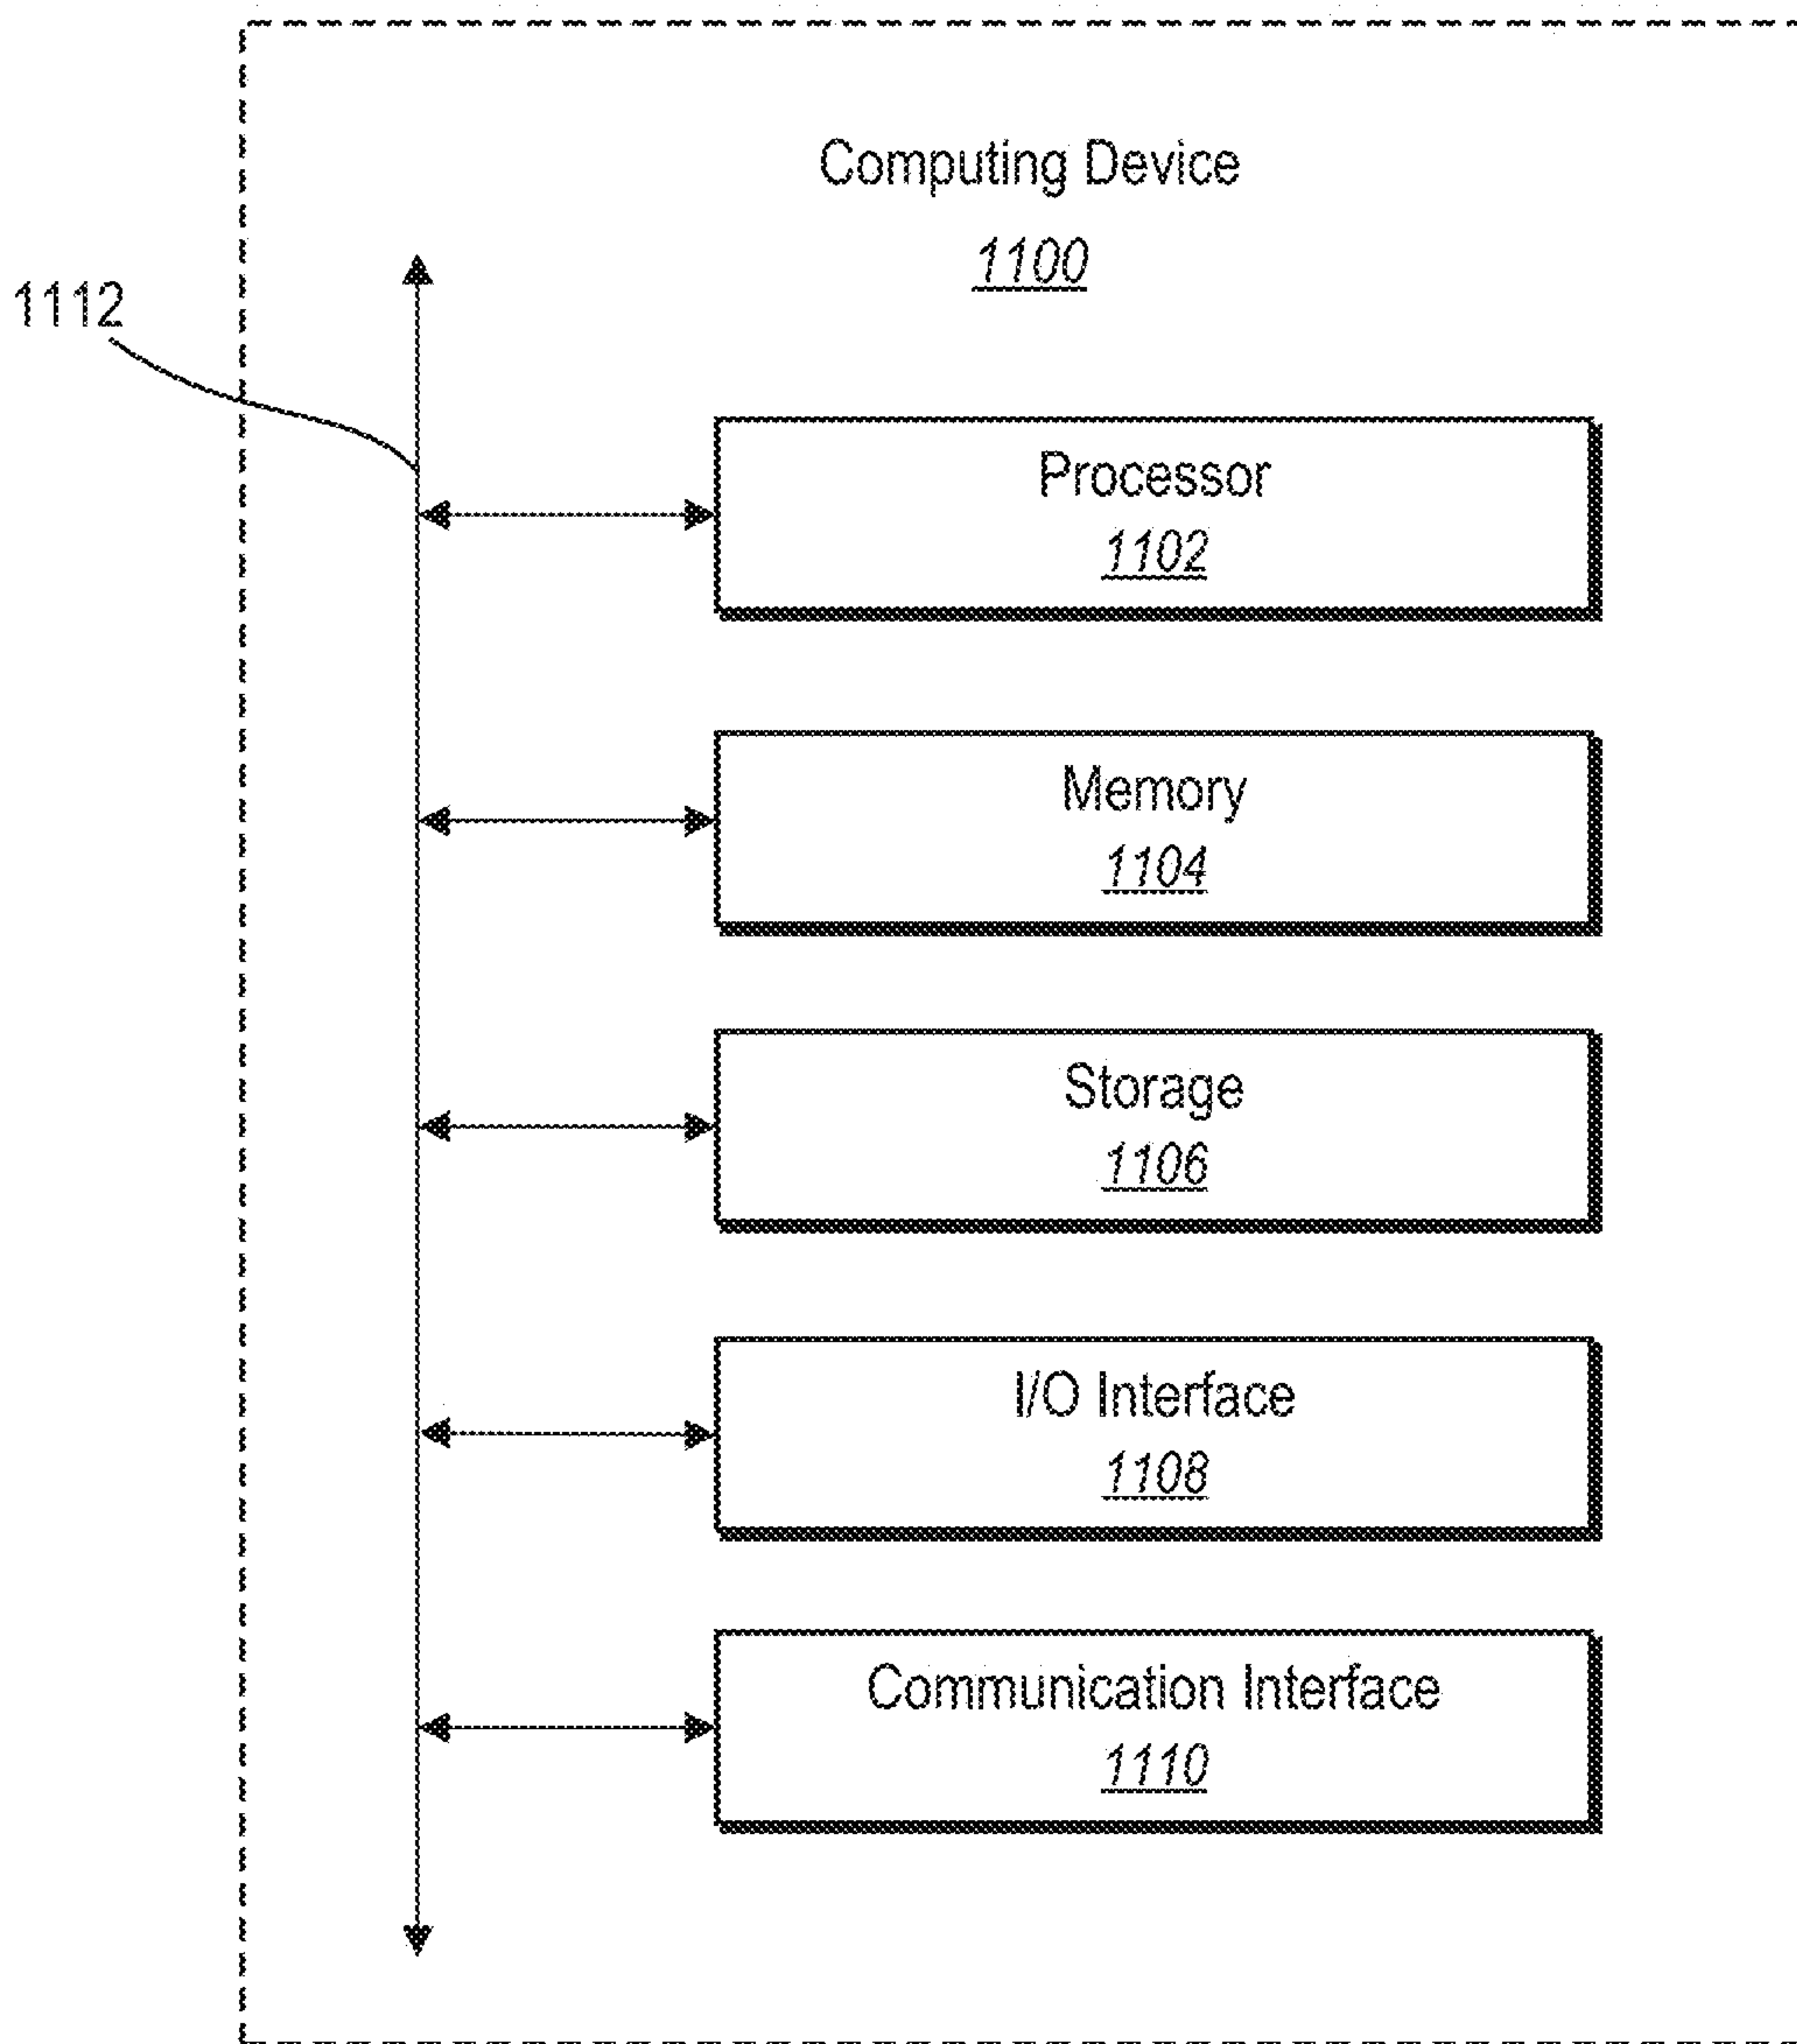 Computing Device
1100
1112
Processor
1102
Memory
1104
Storage
1106
I/O Interface
1108
Communication Interface
1110